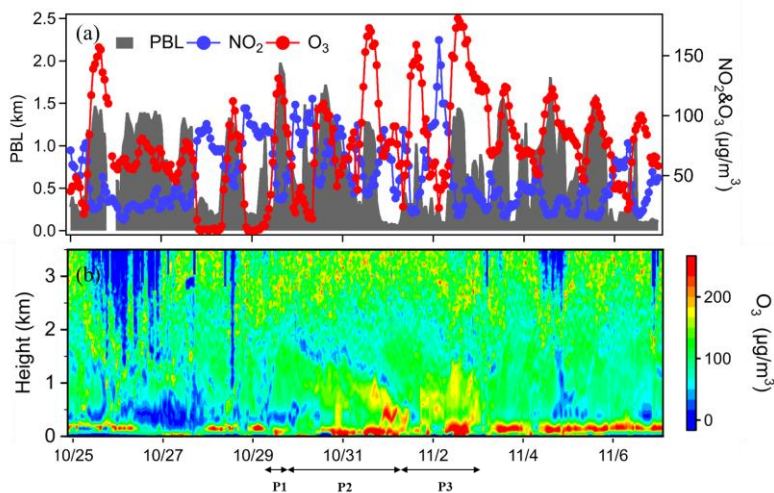 (a) PBL NO₂ O₃
2.5
2.0
1.5
1.0
0.5
0.0
PBL (km)
150
100
50
NO₂&O₃ (μg/m³)
(b)
3
2
1
0
Height (km)
200
100
0
O₃ (μg/m³)
10/25 10/27 10/29 10/31 11/2 11/4 11/6
P1 P2 P3